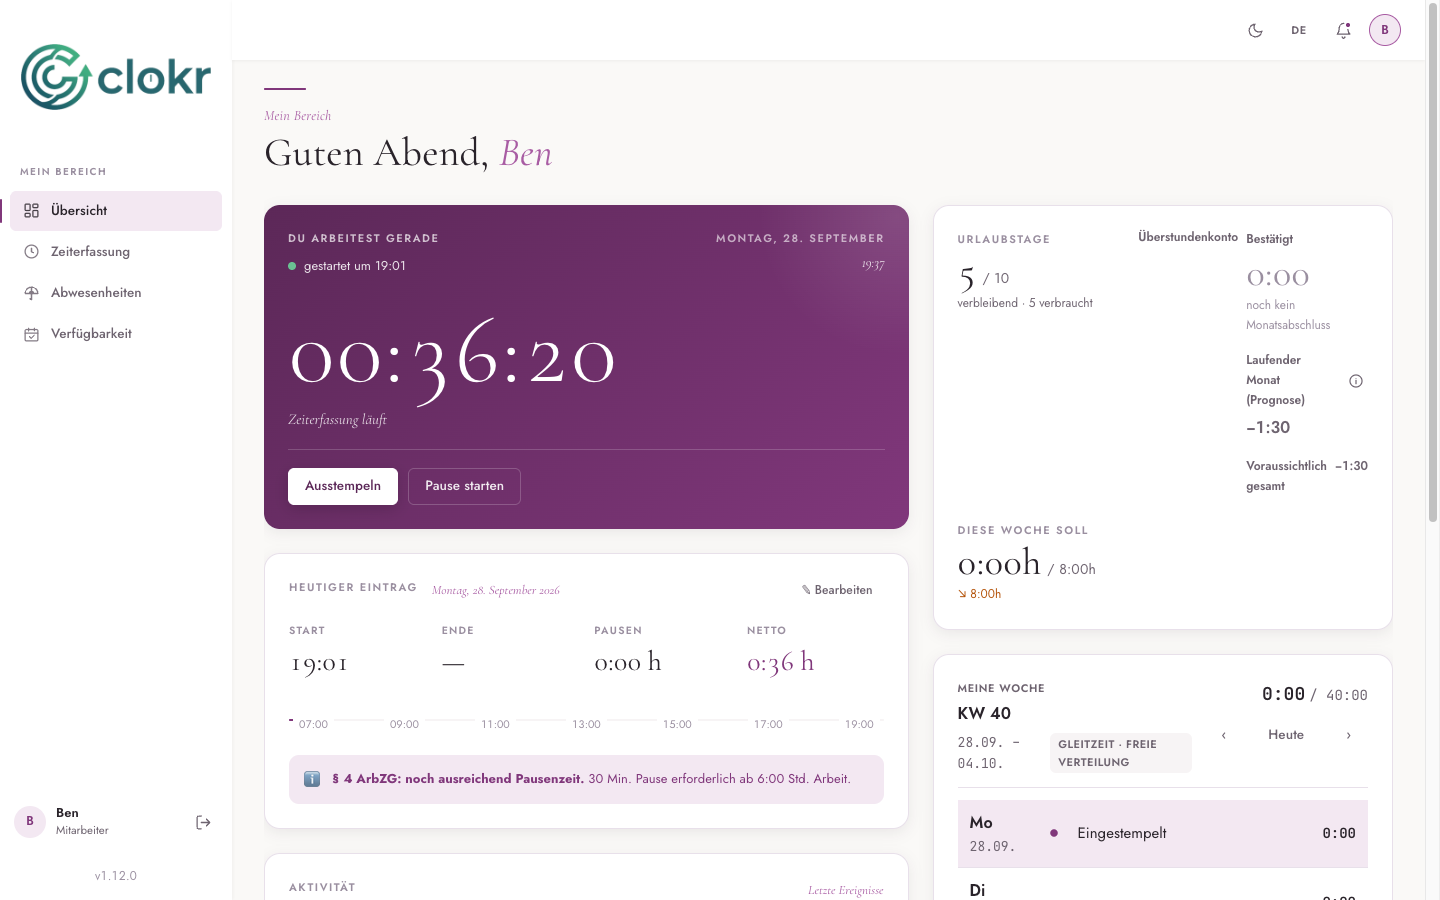 clokr
MEIN BEREICH
Übersicht
Zeiterfassung
Abwesenheiten
Verfügbarkeit
B
Ben
Mitarbeiter
v1.12.0
DE
B
Mein Bereich
Guten Abend, Ben
DU ARBEITEST GERADE
MONTAG, 28. SEPTEMBER
gestartet um 19:01
19:37
00:36:20
Zeiterfassung läuft
Ausstempeln
Pause starten
HEUTIGER EINTRAG
Montag, 28. September 2026
✎ Bearbeiten
START
ENDE
PAUSEN
NETTO
19:01
—
0:00 h
0:36 h
07:00
09:00
11:00
13:00
15:00
17:00
19:00
§ 4 ArbZG: noch ausreichend Pausenzeit. 30 Min. Pause erforderlich ab 6:00 Std. Arbeit.
AKTIVITÄT
Letzte Ereignisse
URLAUBSTAGE
5 / 10
verbleibend · 5 verbraucht
Überstundenkonto
Bestätigt
0:00
noch kein
Monatsabschluss
Laufender
Monat
(Prognose)
−1:30
Voraussichtlich −1:30
gesamt
DIESE WOCHE SOLL
0:00h / 8:00h
↘ 8:00h
MEINE WOCHE
KW 40
0:00 / 40:00
28.09. –
04.10.
GLEITZEIT · FREIE
VERTEILUNG
‹
Heute
›
Mo
28.09.
Eingestempelt
0:00
Di